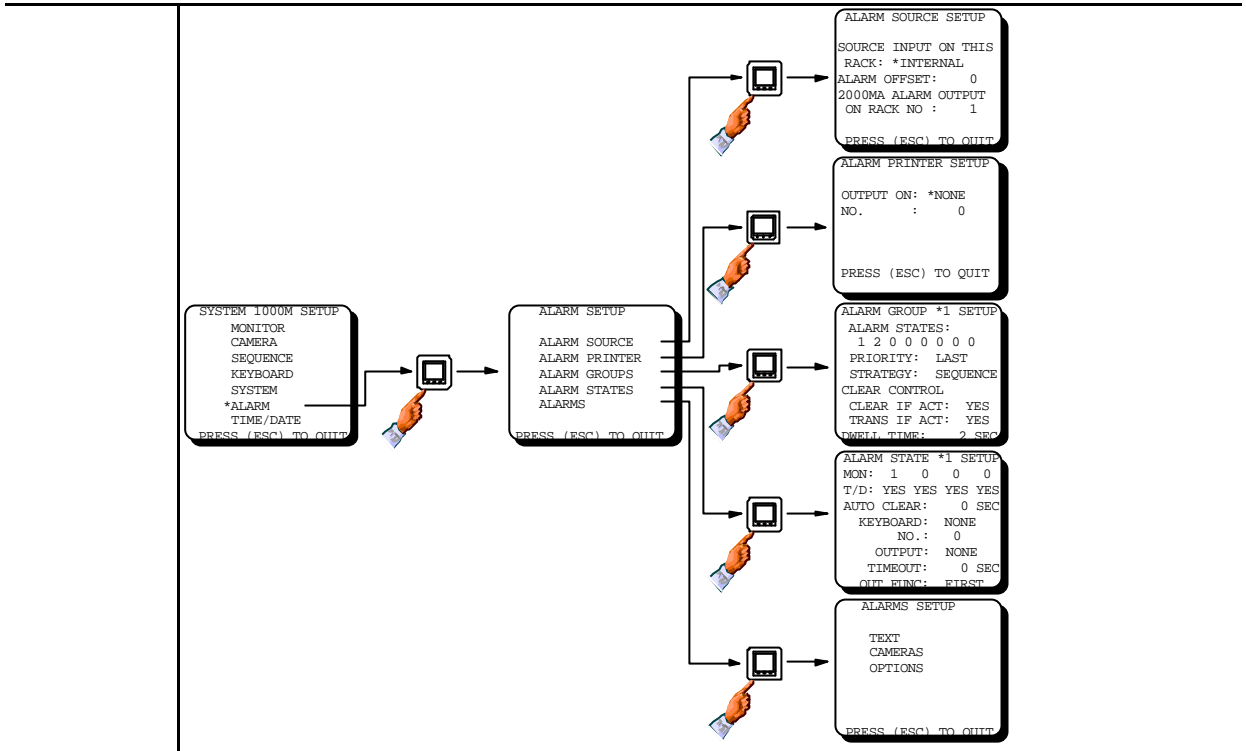 SYSTEM 1000M SETUP
MONITOR
CAMERA
SEQUENCE
KEYBOARD
SYSTEM
*ALARM
TIME/DATE
PRESS (ESC) TO QUIT
ALARM SETUP
ALARM SOURCE
ALARM PRINTER
ALARM GROUPS
ALARM STATES
ALARMS
PRESS (ESC) TO QUIT
ALARM SOURCE SETUP
SOURCE INPUT ON THIS
RACK: *INTERNAL
ALARM OFFSET: 0
2000MA ALARM OUTPUT
ON RACK NO : 1
PRESS (ESC) TO QUIT
ALARM PRINTER SETUP
OUTPUT ON: *NONE
NO. : 0
PRESS (ESC) TO QUIT
ALARM GROUP *1 SETUP
ALARM STATES:
1 2 0 0 0 0 0 0
PRIORITY: LAST
STRATEGY: SEQUENCE
CLEAR CONTROL
CLEAR IF ACT: YES
TRANS IF ACT: YES
DWELL TIME: 2 SEC
ALARM STATE *1 SETUP
MON: 1 0 0 0
T/D: YES YES YES YES
AUTO CLEAR: 0 SEC
KEYBOARD: NONE
NO.: 0
OUTPUT: NONE
TIMEOUT: 0 SEC
OUT FUNC: FIRST
ALARMS SETUP
TEXT
CAMERAS
OPTIONS
PRESS (ESC) TO QUIT